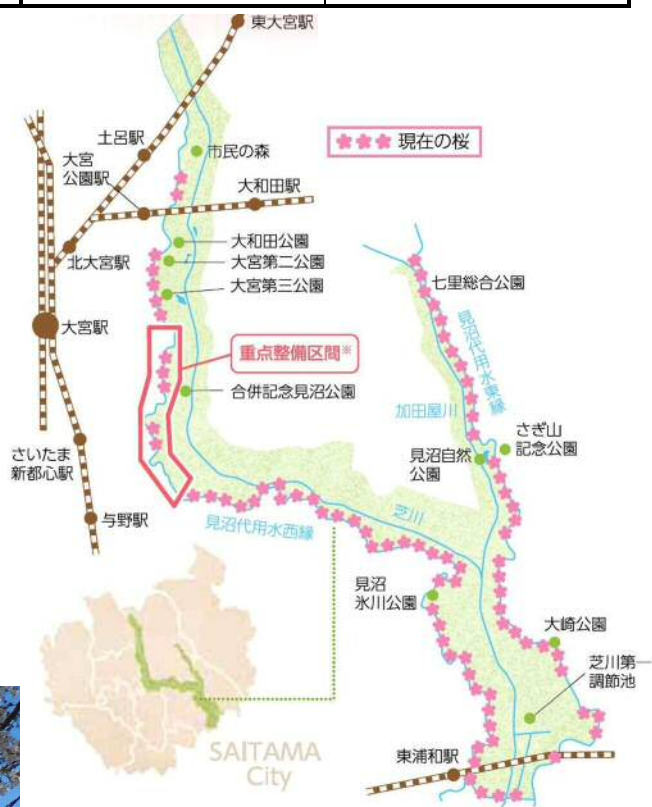 東大宮駅
土呂駅
市民の森
現在の桜
大宮
公園駅
大和田駅
大和田公園
北大宮駅
大宮第二公園
大宮第三公園
七里総合公園
大宮駅
見沼代用水東縁
重点整備区間※
合併記念見沼公園
加田屋川
さぎ山
記念公園
さいたま
新都心駅
見沼自然
公園
与野駅
見沼代用水西縁
芝川
見沼
氷川公園
大崎公園
芝川第一
調節池
SAITAMA
City
東浦和駅